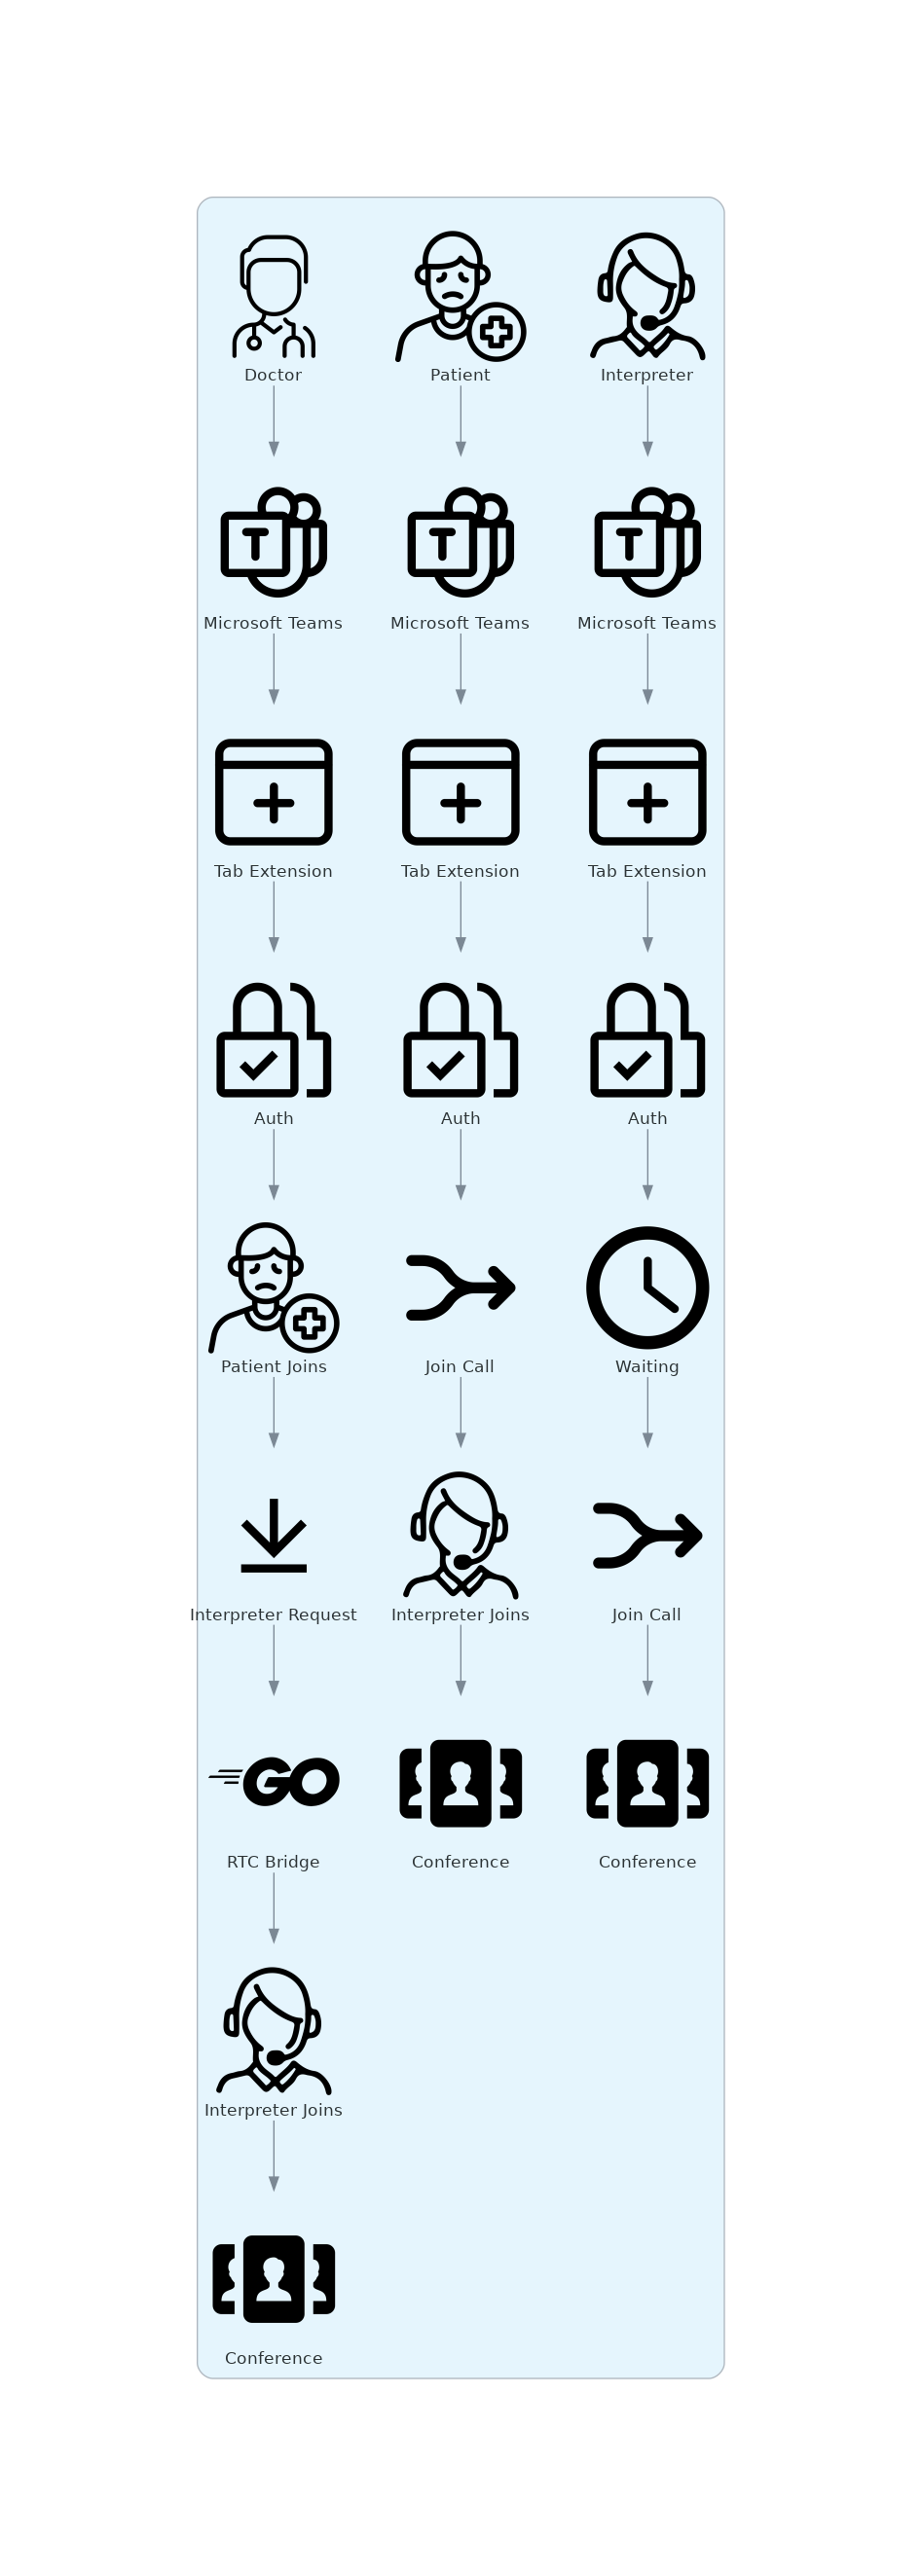 Doctor
Patient
Interpreter
T
T
T
Microsoft Teams
Microsoft Teams
Microsoft Teams
Tab Extension
Tab Extension
Tab Extension
Auth
Auth
Auth
Patient Joins
Join Call
Waiting
Interpreter Request
Interpreter Joins
Join Call
GO
RTC Bridge
Conference
Conference
Interpreter Joins
Conference